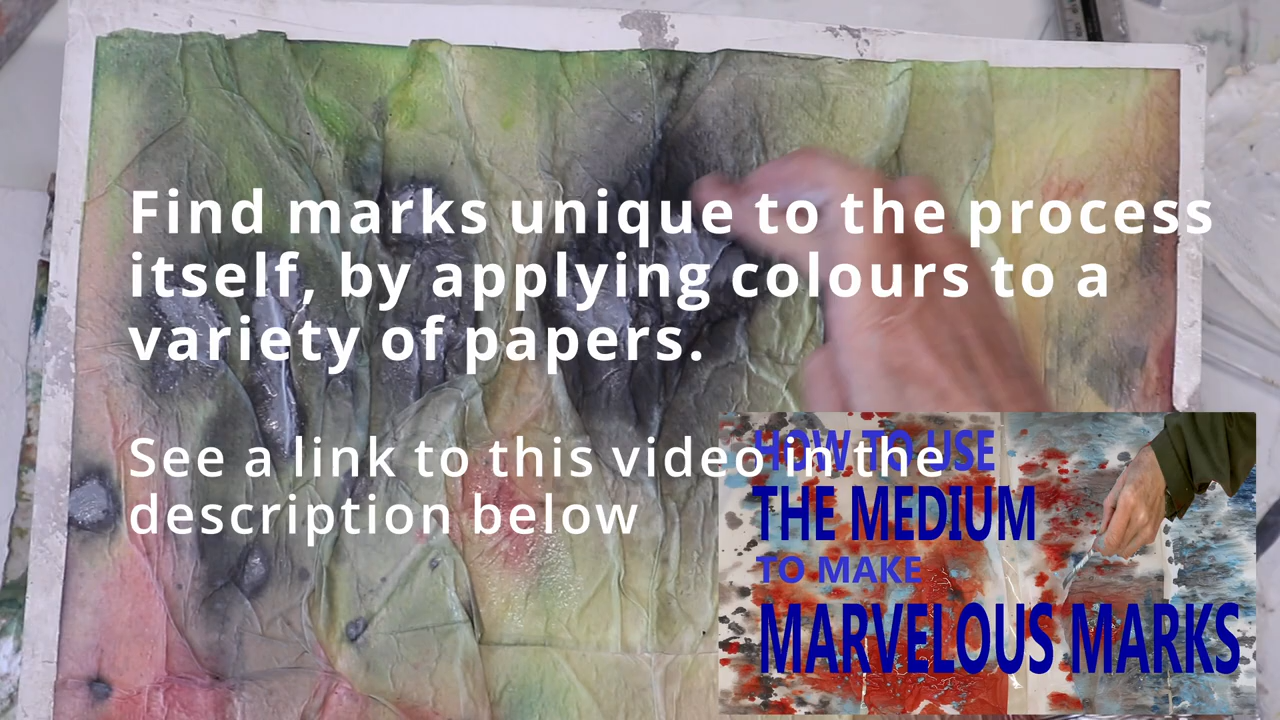 Find marks unique to the process
itself, by applying colours to a
variety of papers.
See a link to this video in the
description below
HOW TO USE
THE MEDIUM
TO MAKE
MARVELOUS MARKS